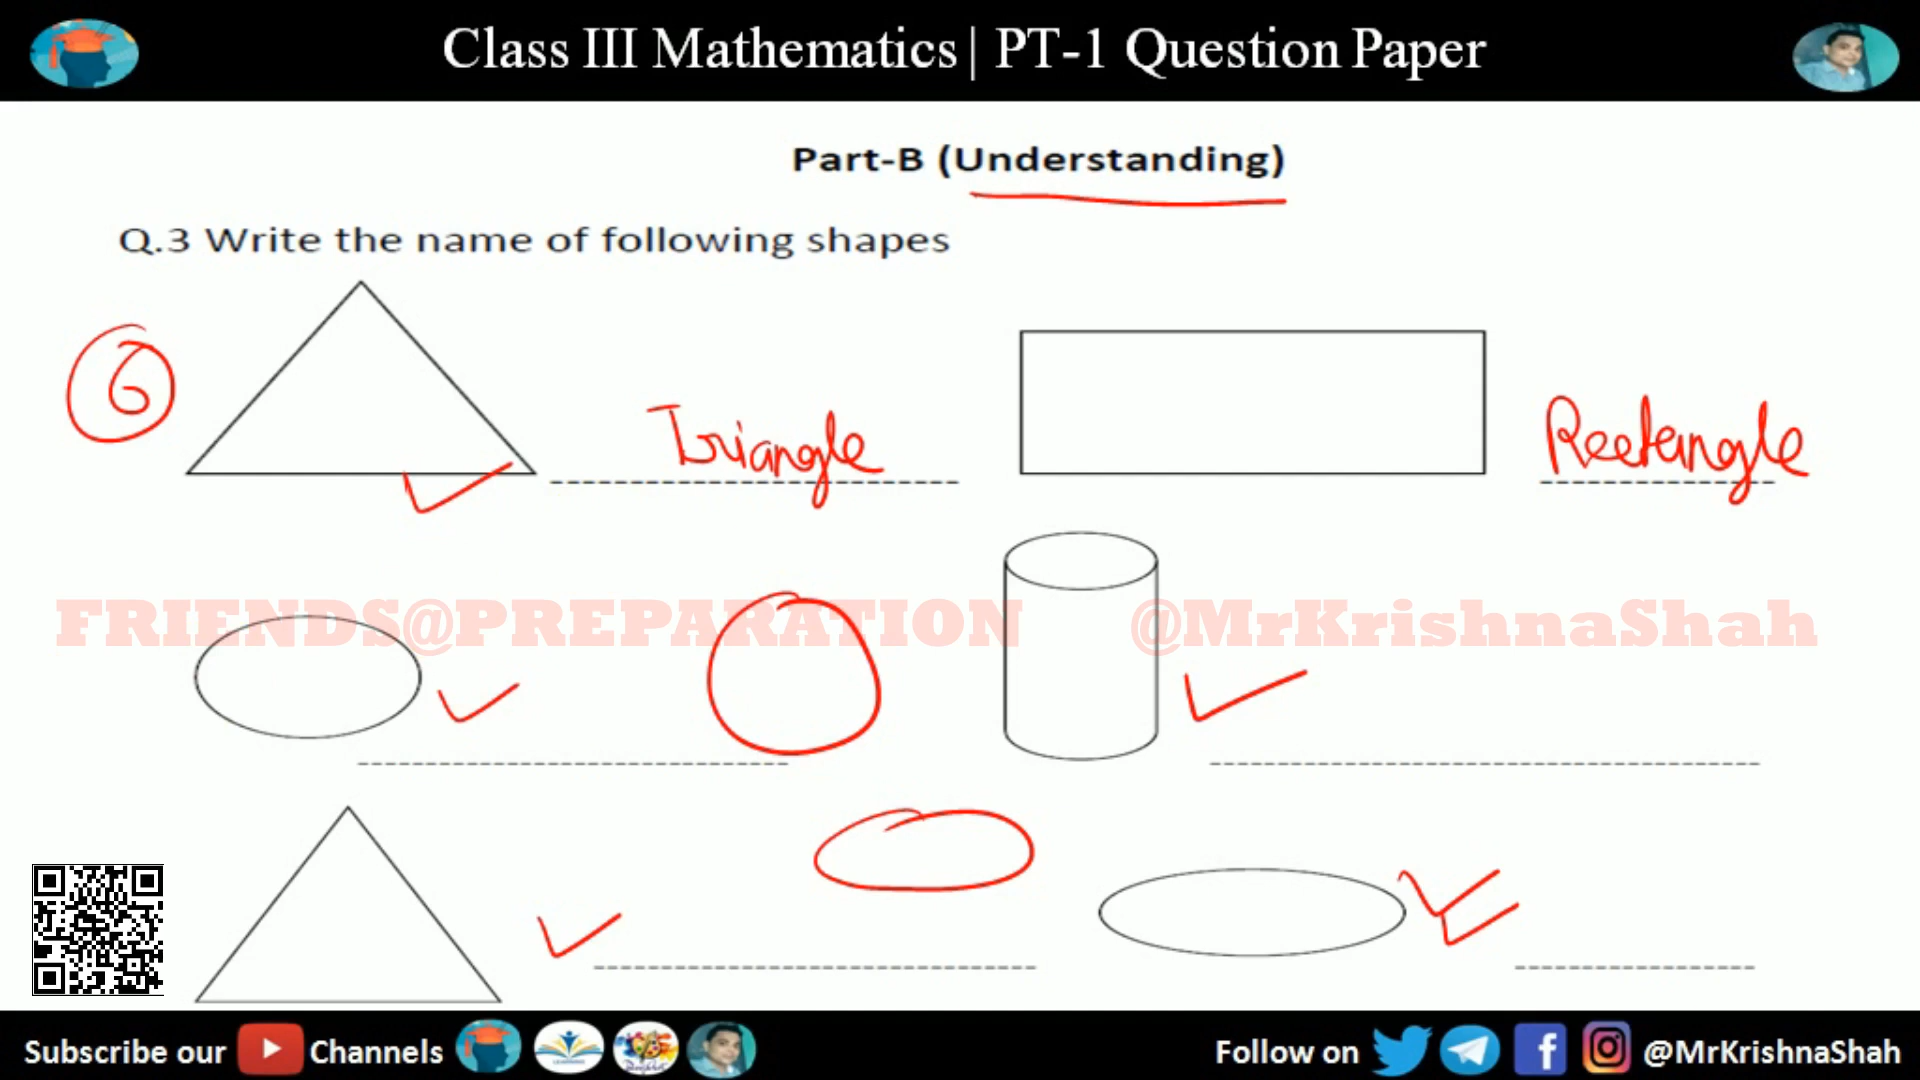 Class III Mathematics| PT-1 Question Paper
Part-B (Understanding)
Q.3 Write the name of following shapes
6
Triangle
Rectangle
FRIENDS@PREPARATION @MrKrishnaShah
Subscribe our Channels
Follow on @MrKrishnaShah